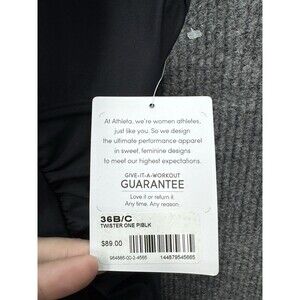 At Athleta, we're women athletes,
just like you. So we design
the ultimate performance apparel
in sweat, feminine designs
to meet our highest expectations.
GIVE-IT-A-WORKOUT
GUARANTEE
Love it or return it
Any time. Any reason.
36B/C
TWISTER ONE P/BLK
$89.00